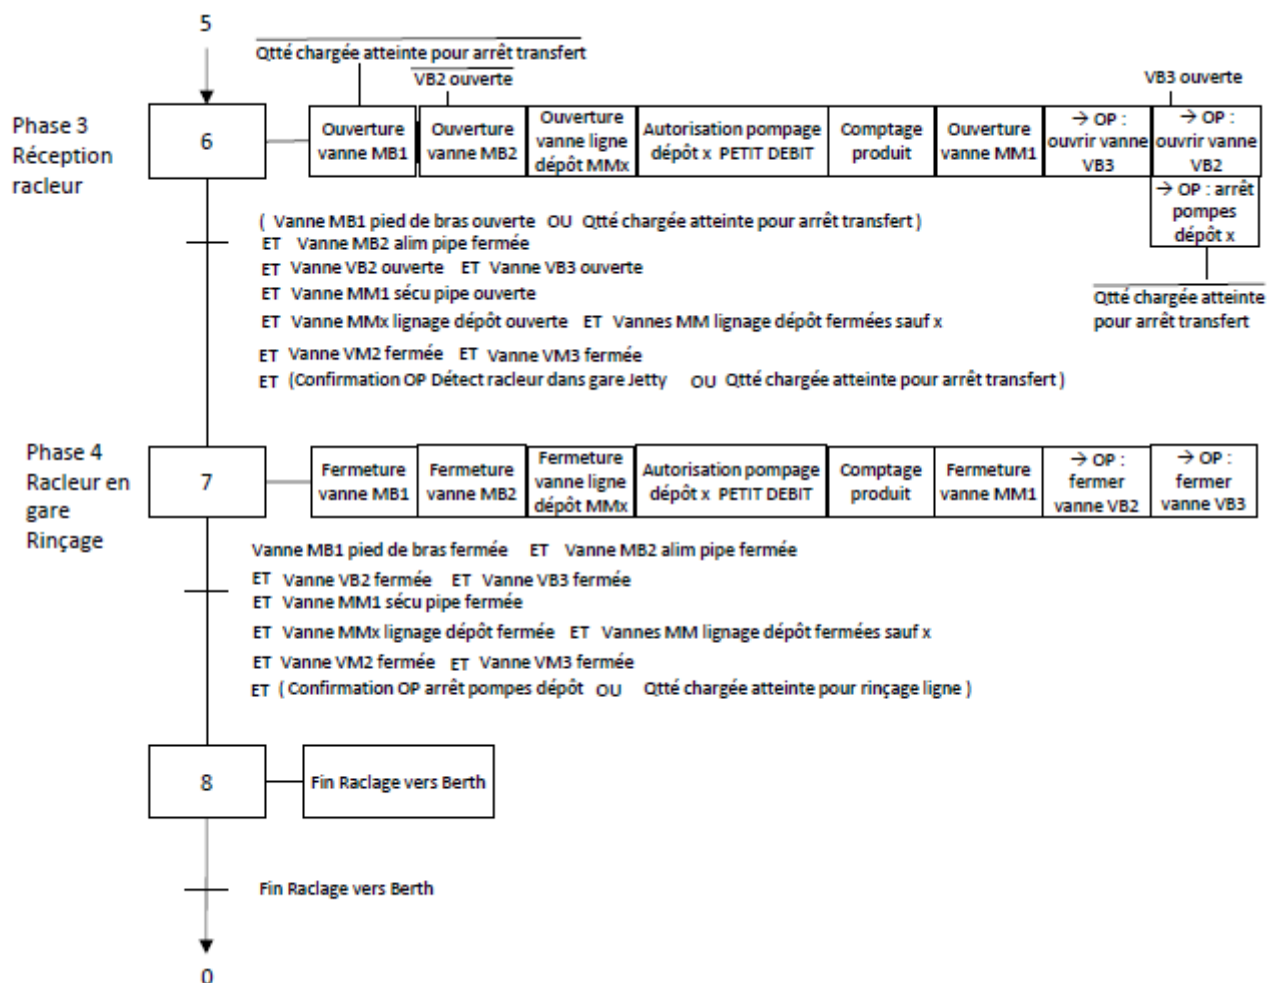 5
Qtté chargée atteinte pour arrêt transfert
VB2 ouverte
VB3 ouverte
Phase 3
Réception
racleur
6
Ouverture
vanne MB1
Ouverture
vanne MB2
Ouverture
vanne ligne
dépôt MMx
Autorisation pompage
dépôt x PETIT DEBIT
Comptage
produit
Ouverture
vanne MM1
→ OP :
ouvrir vanne
VB3
→ OP :
ouvrir vanne
VB2
→ OP : arrêt
pompes
dépôt x
Qtté chargée atteinte
pour arrêt transfert
( Vanne MB1 pied de bras ouverte OU Qtté chargée atteinte pour arrêt transfert )
ET Vanne MB2 alim pipe fermée
ET Vanne VB2 ouverte ET Vanne VB3 ouverte
ET Vanne MM1 sécu pipe ouverte
ET Vanne MMx lignage dépôt ouverte ET Vannes MM lignage dépôt fermées sauf x
ET Vanne VM2 fermée ET Vanne VM3 fermée
ET (Confirmation OP Détect racleur dans gare Jetty OU Qtté chargée atteinte pour arrêt transfert )
Phase 4
Racleur en
gare
Rinçage
7
Fermeture
vanne MB1
Fermeture
vanne MB2
Fermeture
vanne ligne
dépôt MMx
Autorisation pompage
dépôt x PETIT DEBIT
Comptage
produit
Fermeture
vanne MM1
→ OP :
fermer
vanne VB2
→ OP :
fermer
vanne VB3
Vanne MB1 pied de bras fermée ET Vanne MB2 alim pipe fermée
ET Vanne VB2 fermée ET Vanne VB3 fermée
ET Vanne MM1 sécu pipe fermée
ET Vanne MMx lignage dépôt fermée ET Vannes MM lignage dépôt fermées sauf x
ET Vanne VM2 fermée ET Vanne VM3 fermée
ET ( Confirmation OP arrêt pompes dépôt OU Qtté chargée atteinte pour rinçage ligne )
8
Fin Raclage vers Berth
Fin Raclage vers Berth
0